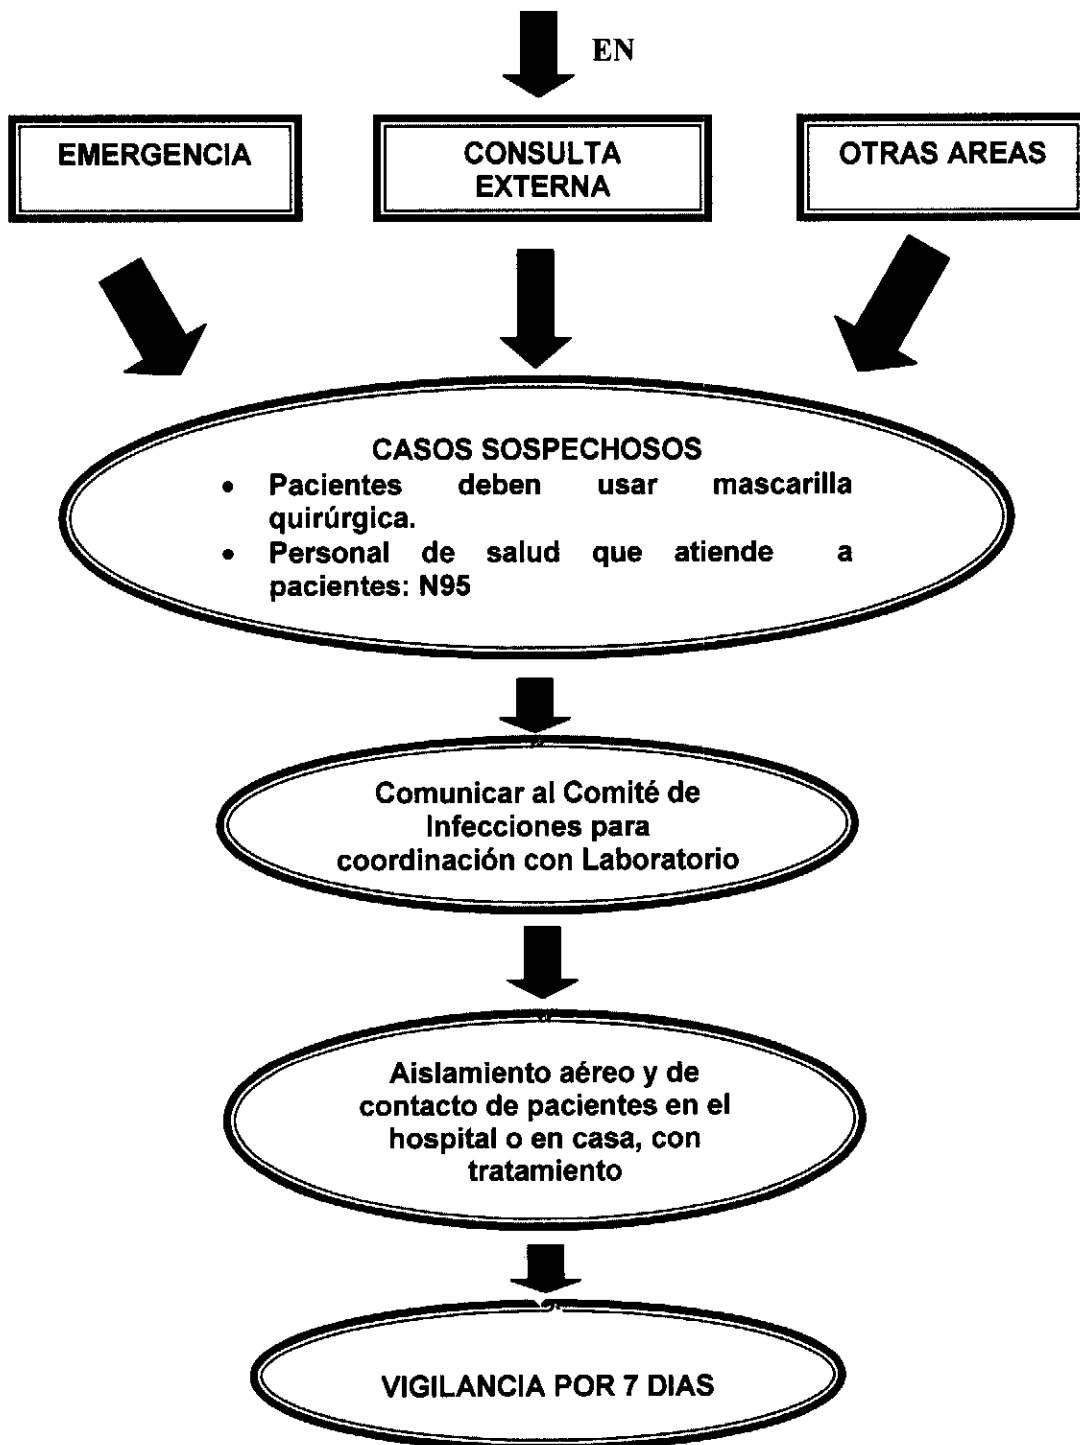 EN
EMERGENCIA
CONSULTA
EXTERNA
OTRAS AREAS
CASOS SOSPECHOSOS
• Pacientes deben usar mascarilla
quirúrgica.
• Personal de salud que atiende a
pacientes: N95
Comunicar al Comité de
Infecciones para
coordinación con Laboratorio
Aislamiento aéreo y de
contacto de pacientes en el
hospital o en casa, con
tratamiento
VIGILANCIA POR 7 DIAS